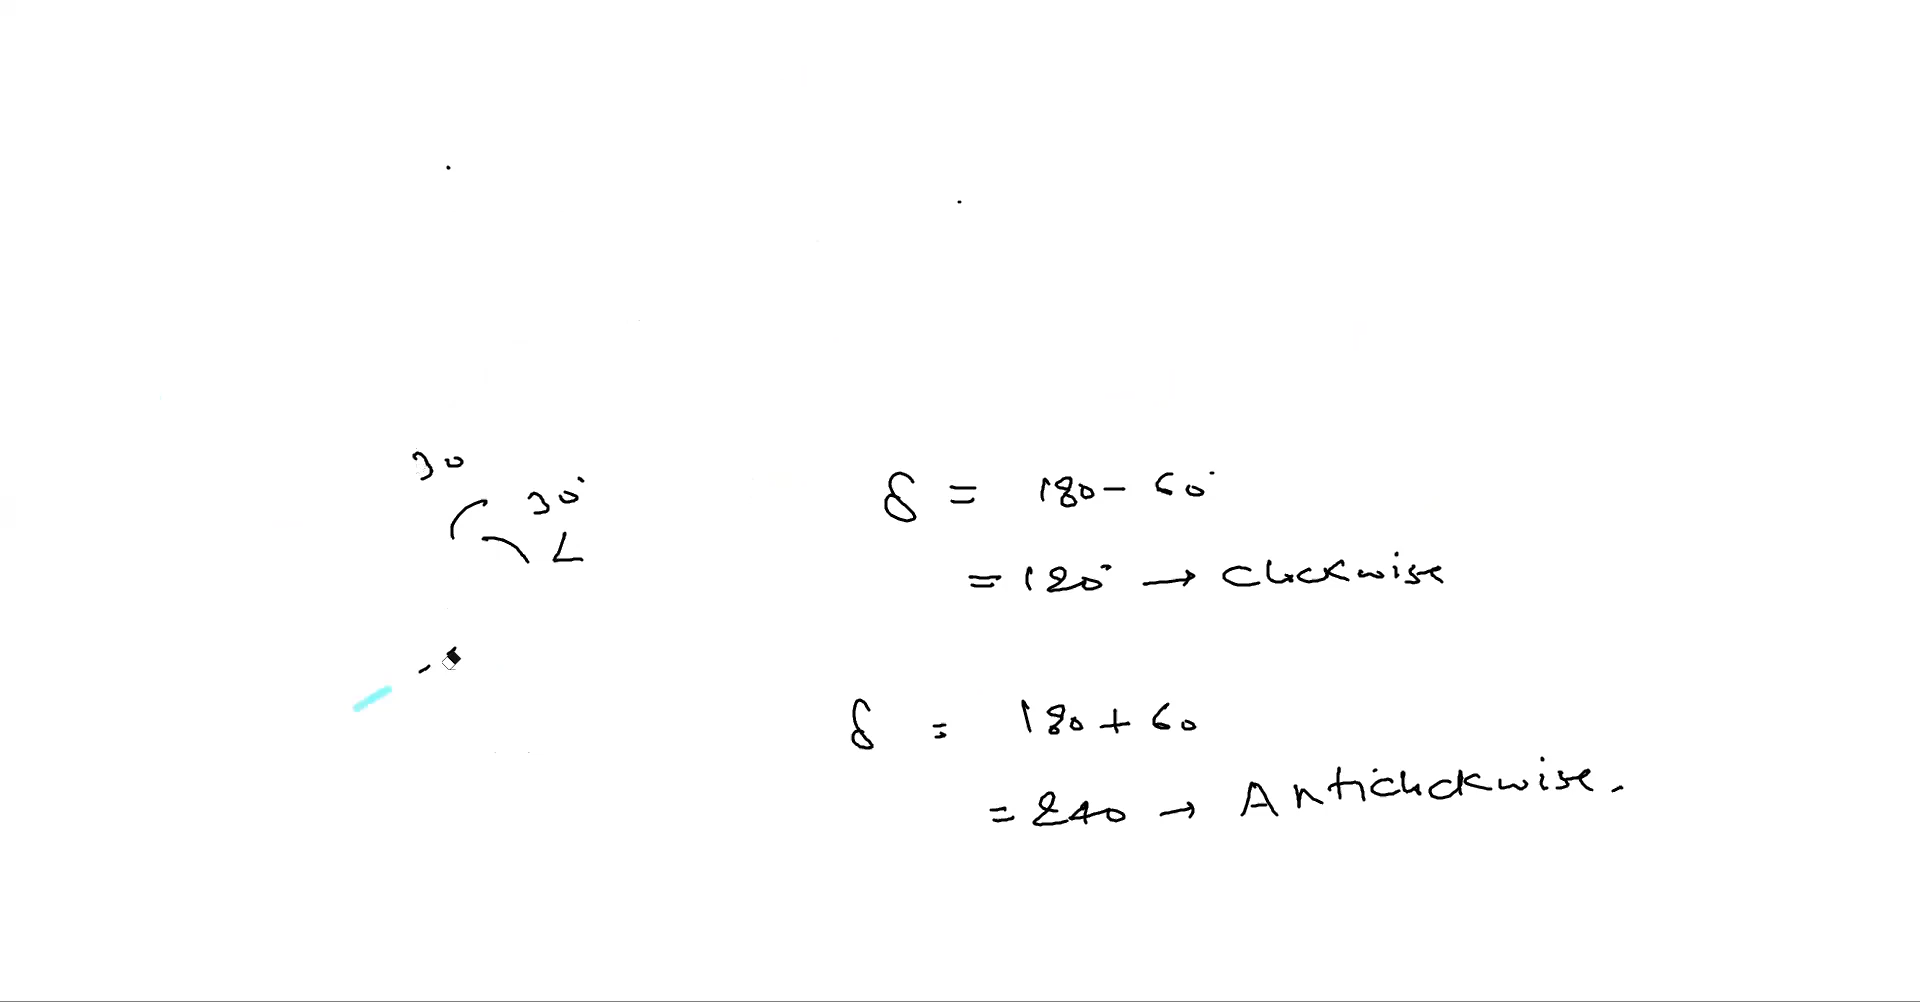 30
30°
∠
δ = 180 - 60°
= 120° → Clockwise
δ = 180 + 60
= 240 → Anticlockwise.